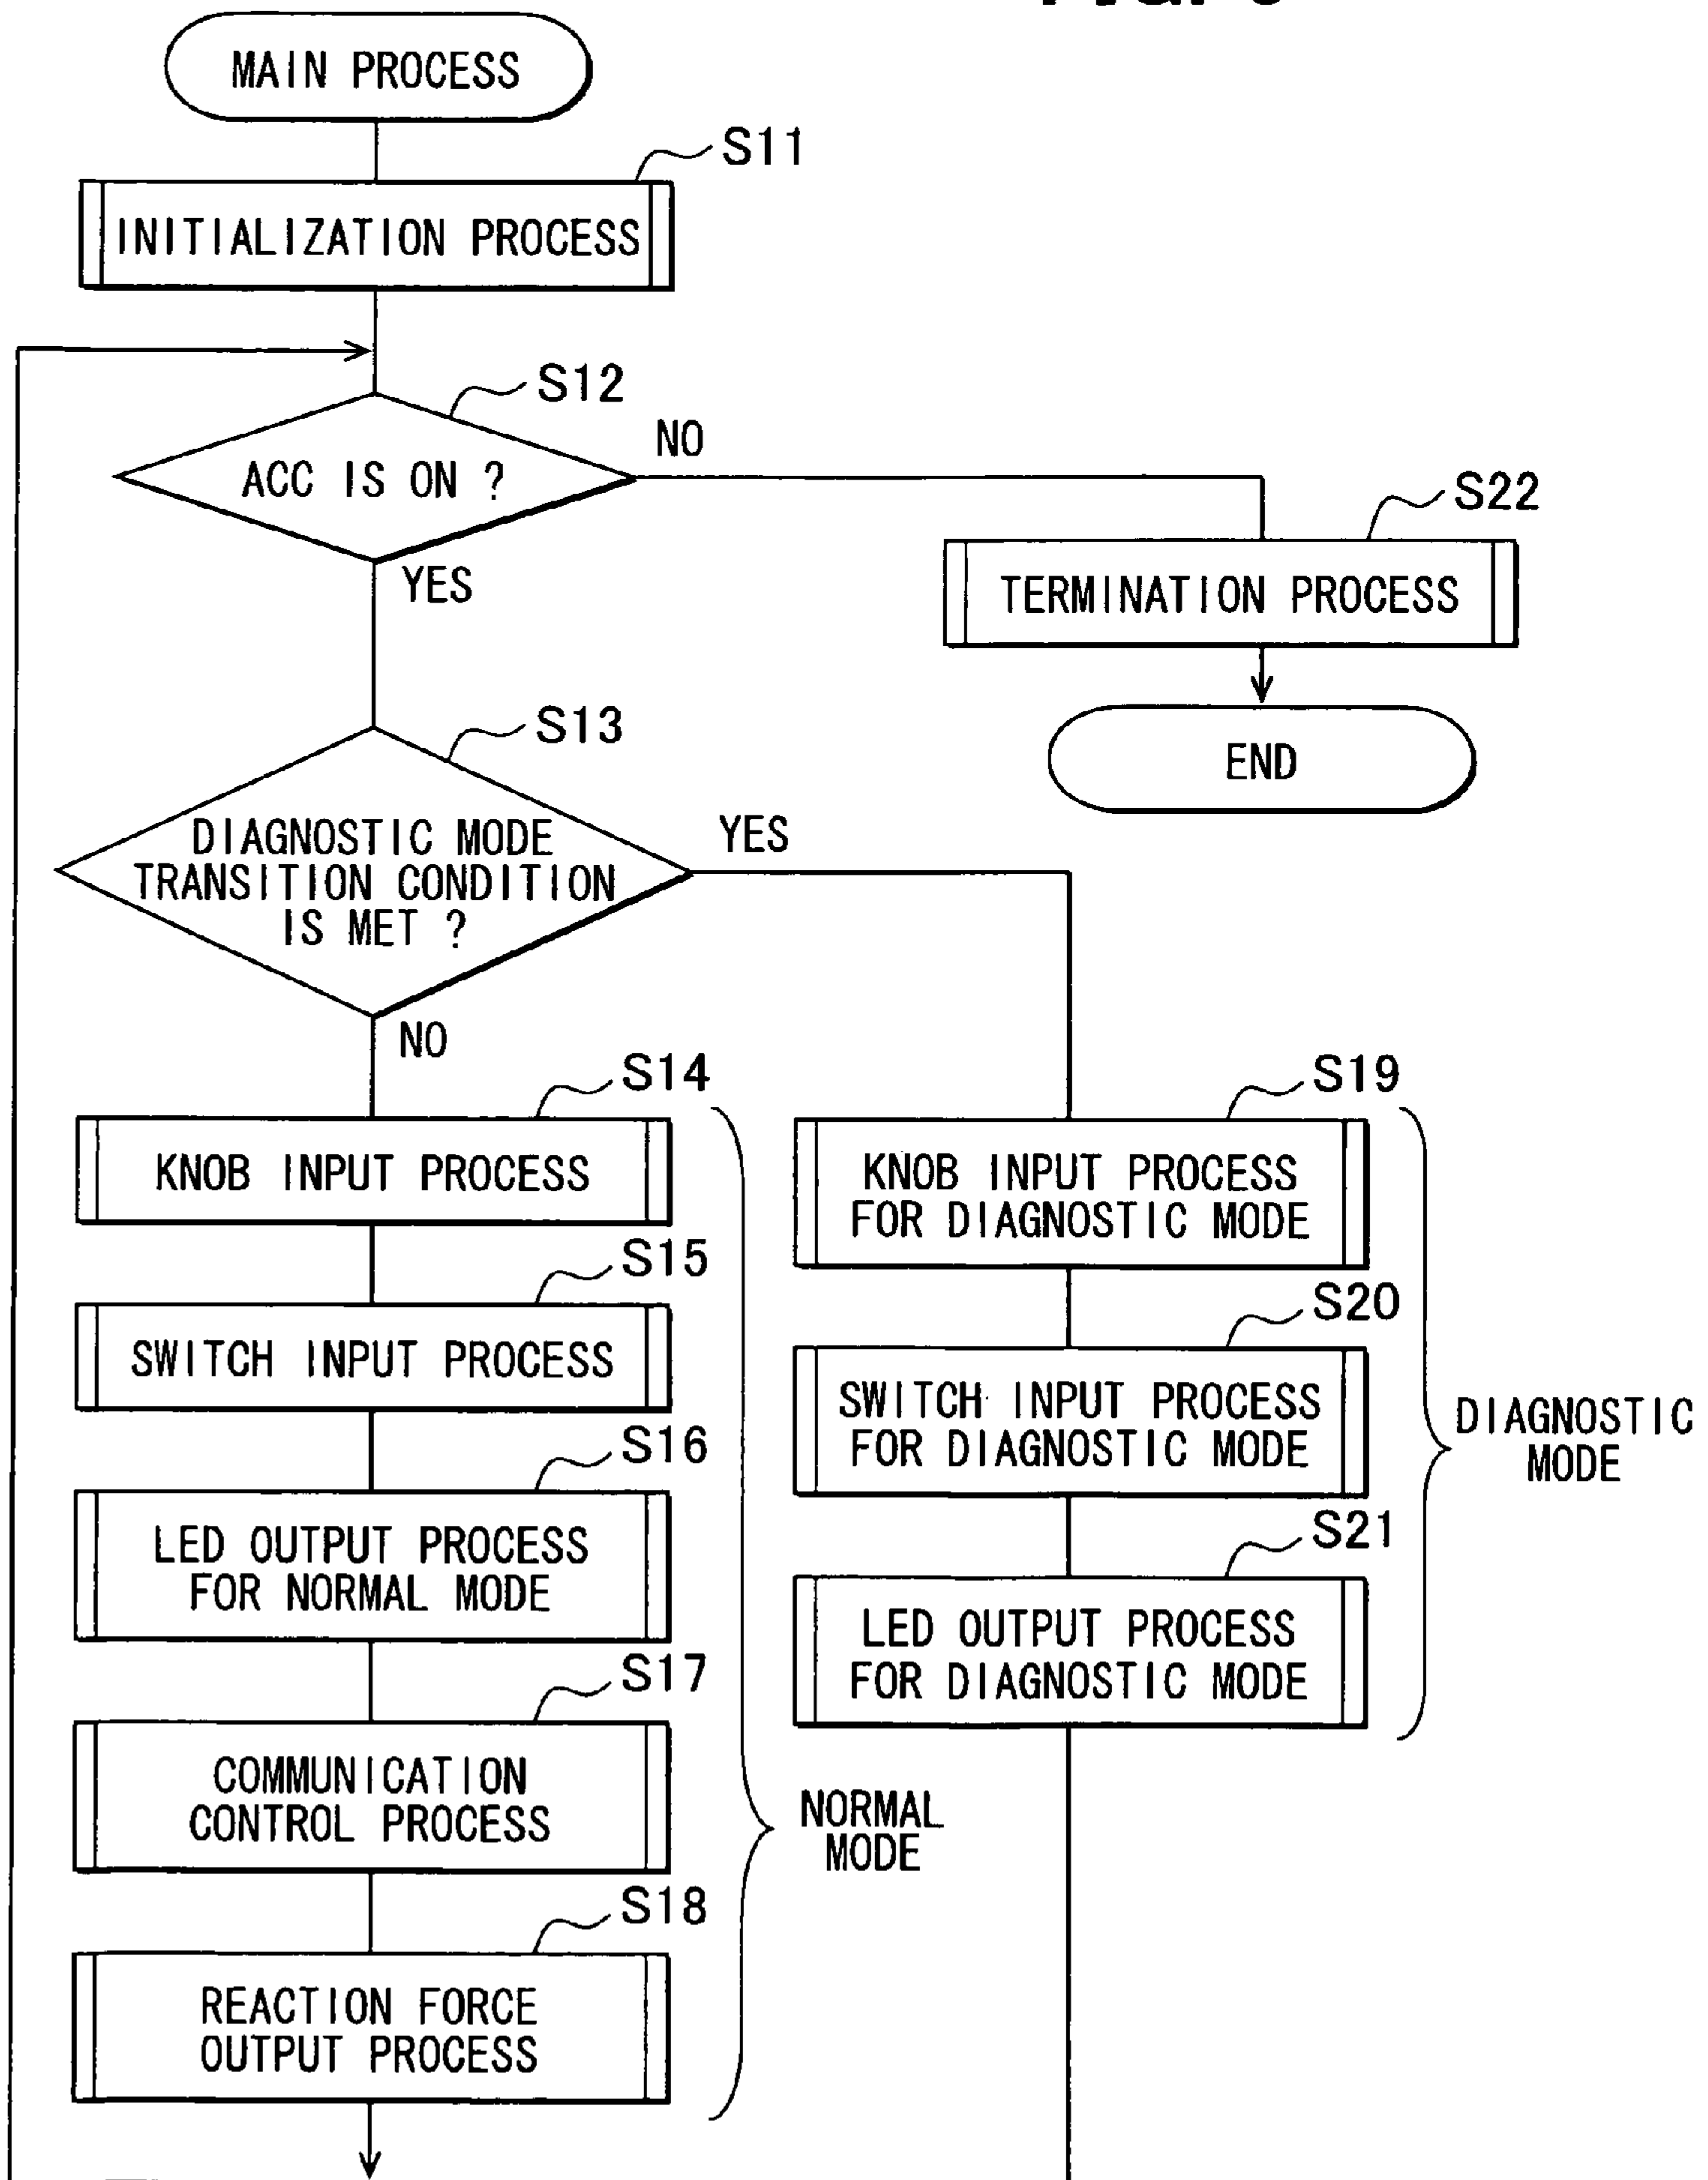 MAIN PROCESS
S11
INITIALIZATION PROCESS
S12
ACC IS ON ?
NO
YES
S22
TERMINATION PROCESS
END
S13
DIAGNOSTIC MODE
TRANSITION CONDITION
IS MET ?
YES
NO
S14
KNOB INPUT PROCESS
S15
SWITCH INPUT PROCESS
S16
LED OUTPUT PROCESS
FOR NORMAL MODE
S17
COMMUNICATION
CONTROL PROCESS
S18
REACTION FORCE
OUTPUT PROCESS
NORMAL
MODE
S19
KNOB INPUT PROCESS
FOR DIAGNOSTIC MODE
S20
SWITCH INPUT PROCESS
FOR DIAGNOSTIC MODE
S21
LED OUTPUT PROCESS
FOR DIAGNOSTIC MODE
DIAGNOSTIC
MODE